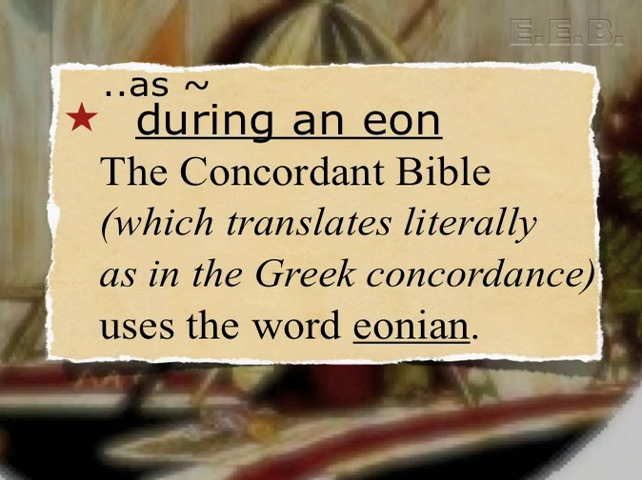 E.E.B.
..as ~
★ during an eon
The Concordant Bible
(which translates literally
as in the Greek concordance)
uses the word eonian.